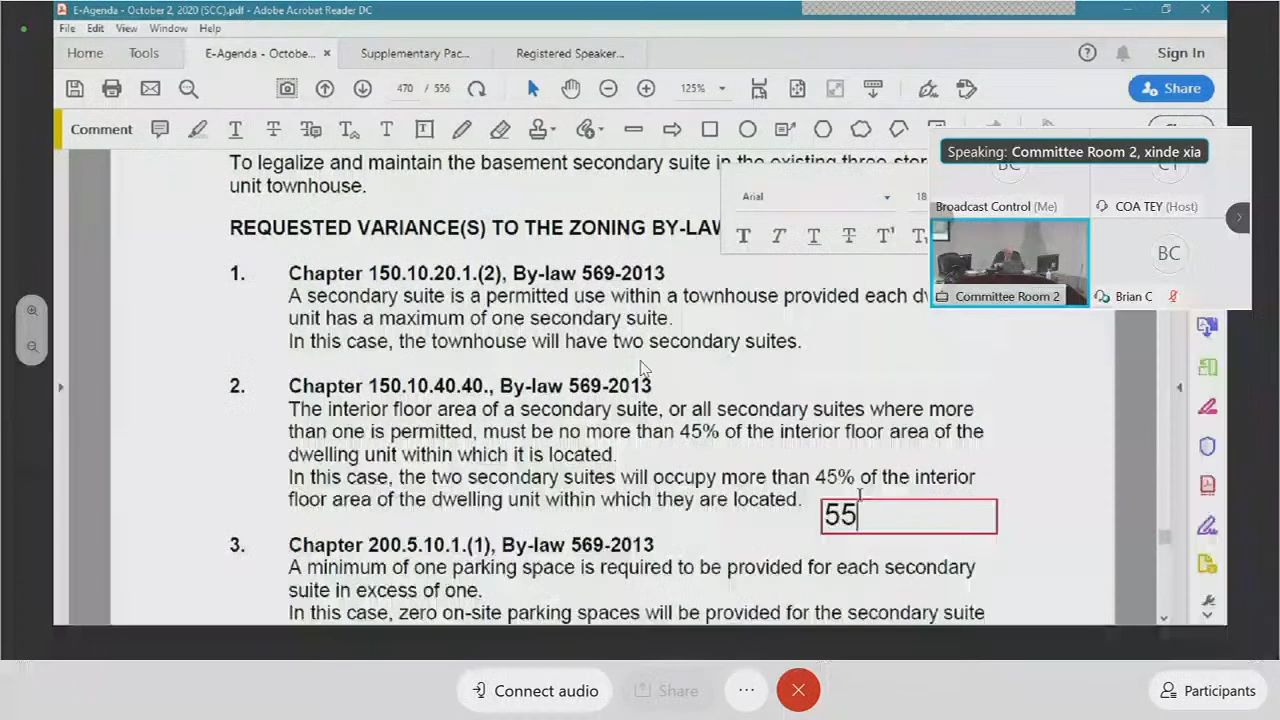 E-Agenda - October 2, 2020 (SCC).pdf - Adobe Acrobat Reader DC
File Edit View Window Help
Home Tools E-Agenda - Octobe... × Supplementary Pac... Registered Speaker... Sign In
470 / 556 125% Share
Comment
To legalize and maintain the basement secondary suite in the existing
unit townhouse.
Arial 18
REQUESTED VARIANCE(S) TO THE ZONING BY-LAW
Speaking: Committee Room 2, xinde xia
BC
Broadcast Control (Me) COA TEY (Host)
BC
Committee Room 2 Brian C
1. Chapter 150.10.20.1.(2), By-law 569-2013
A secondary suite is a permitted use within a townhouse provided each
unit has a maximum of one secondary suite.
In this case, the townhouse will have two secondary suites.
2. Chapter 150.10.40.40., By-law 569-2013
The interior floor area of a secondary suite, or all secondary suites where more
than one is permitted, must be no more than 45% of the interior floor area of the
dwelling unit within which it is located.
In this case, the two secondary suites will occupy more than 45% of the interior
floor area of the dwelling unit within which they are located.
55
3. Chapter 200.5.10.1.(1), By-law 569-2013
A minimum of one parking space is required to be provided for each secondary
suite in excess of one.
In this case, zero on-site parking spaces will be provided for the secondary suite
Connect audio Share Participants